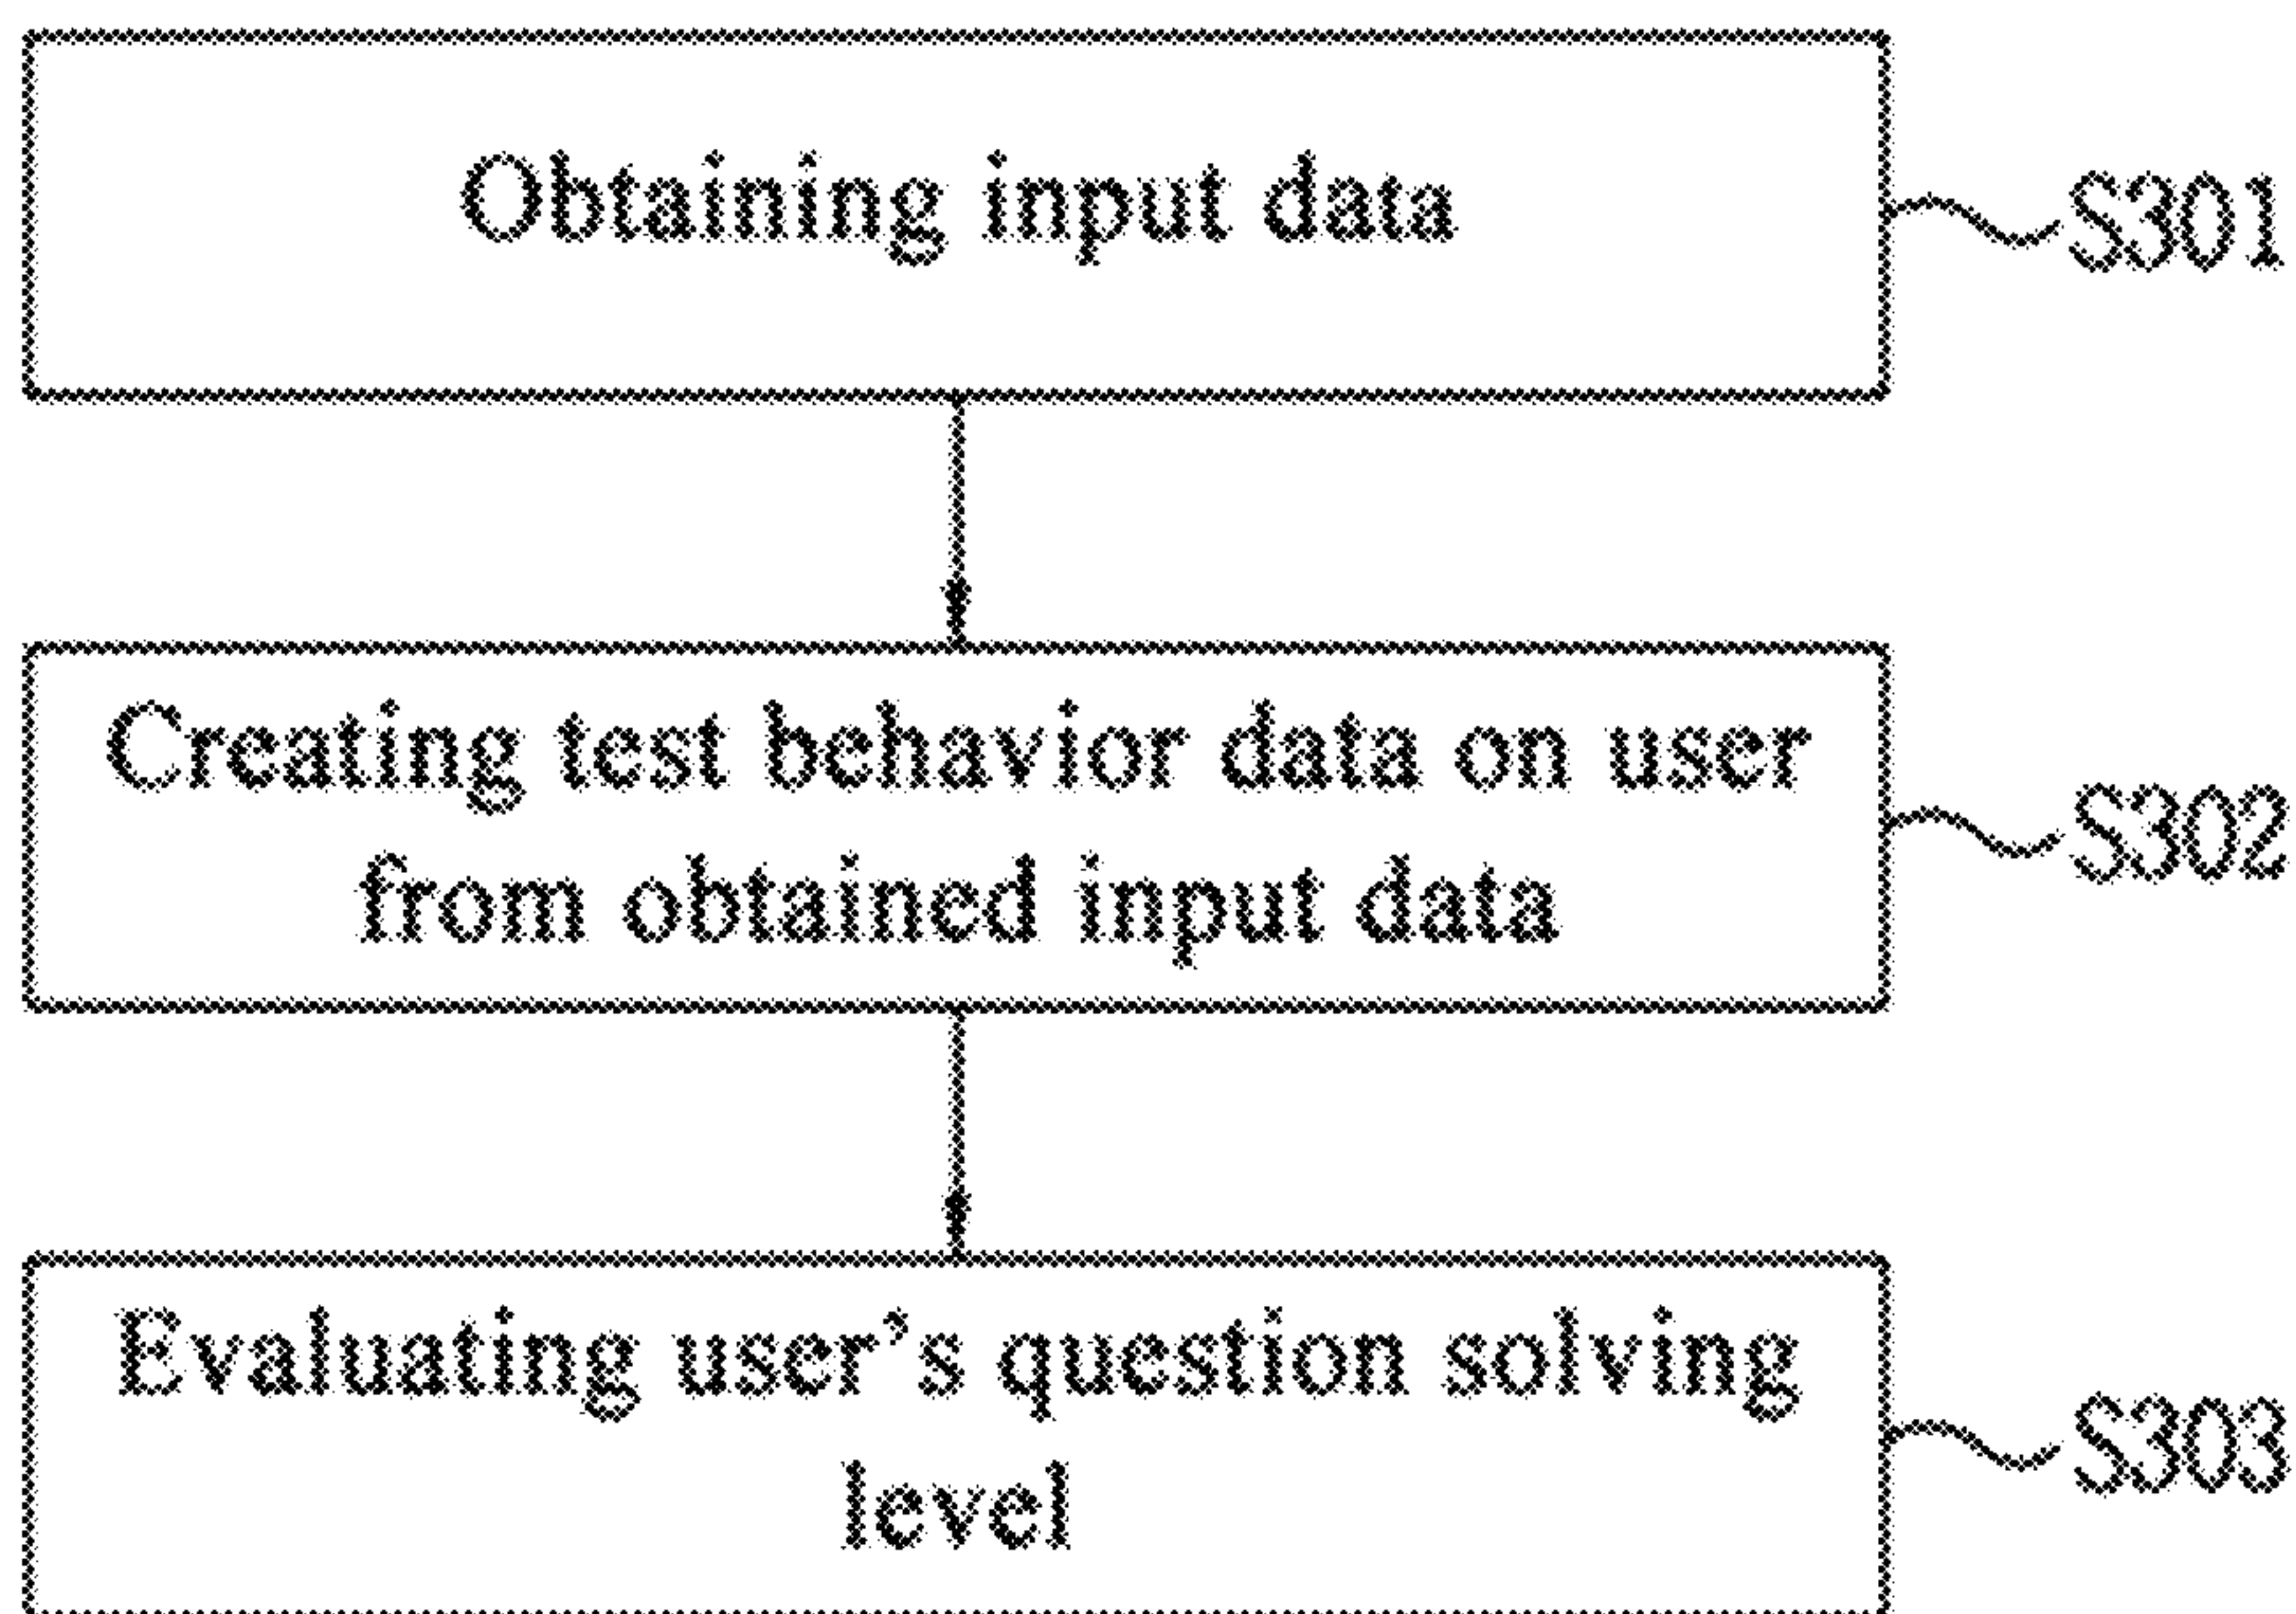 Obtaining input data
S301
Creating test behavior data on user
from obtained input data
S302
Evaluating user's question solving
level
S303